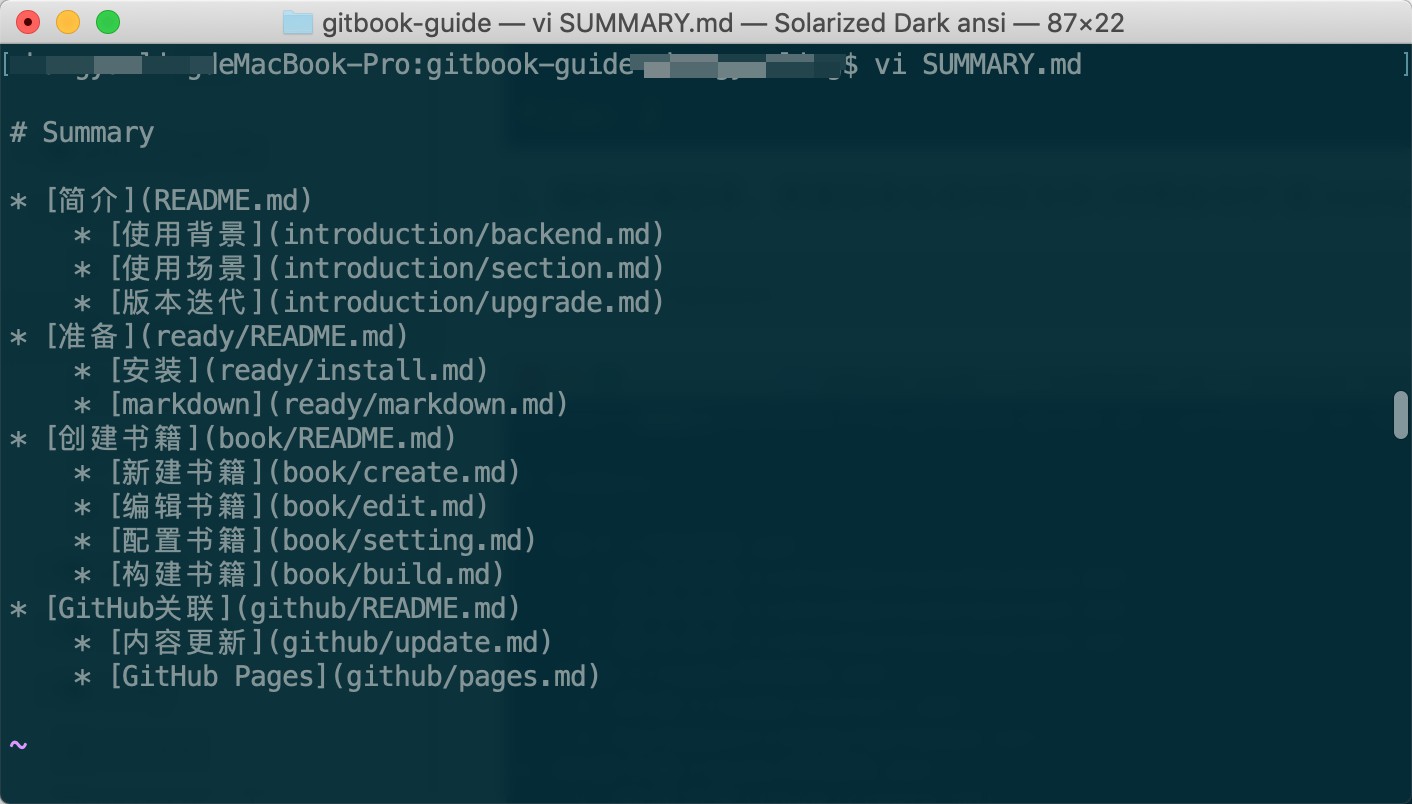 gitbook-guide — vi SUMMARY.md — Solarized Dark ansi — 87×22
deMacBook-Pro:gitbook-guide $ vi SUMMARY.md
# Summary
* [简介](README.md)
* [使用背景](introduction/backend.md)
* [使用场景](introduction/section.md)
* [版本迭代](introduction/upgrade.md)
* [准备](ready/README.md)
* [安装](ready/install.md)
* [markdown](ready/markdown.md)
* [创建书籍](book/README.md)
* [新建书籍](book/create.md)
* [编辑书籍](book/edit.md)
* [配置书籍](book/setting.md)
* [构建书籍](book/build.md)
* [GitHub关联](github/README.md)
* [内容更新](github/update.md)
* [GitHub Pages](github/pages.md)
~